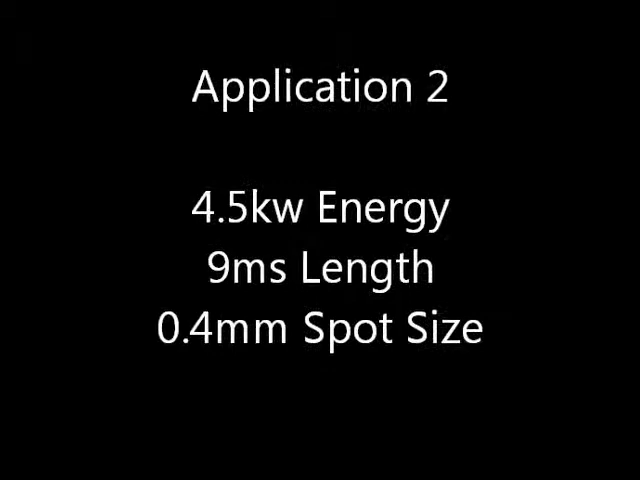 Application 2
4.5kw Energy
9ms Length
0.4mm Spot Size